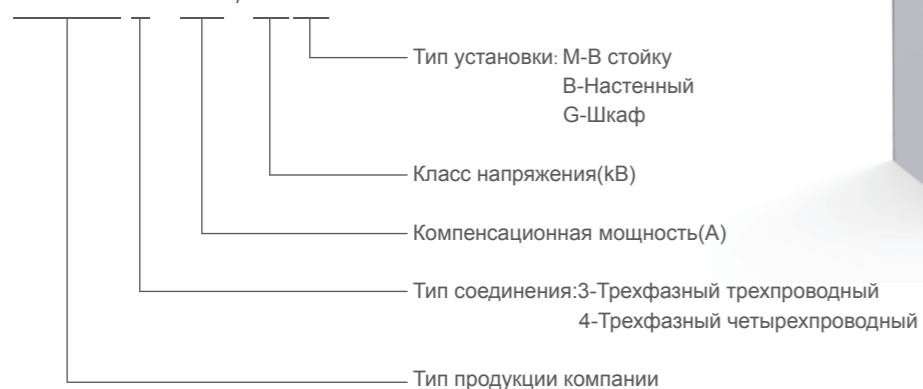 Тип установки: М-В стойку
В-Настенный
G-Шкаф
Класс напряжения(kВ)
Компенсационная мощность(А)
Тип соединения:3-Трехфазный трехпроводный
4-Трехфазный четырехпроводный
Тип продукции компании